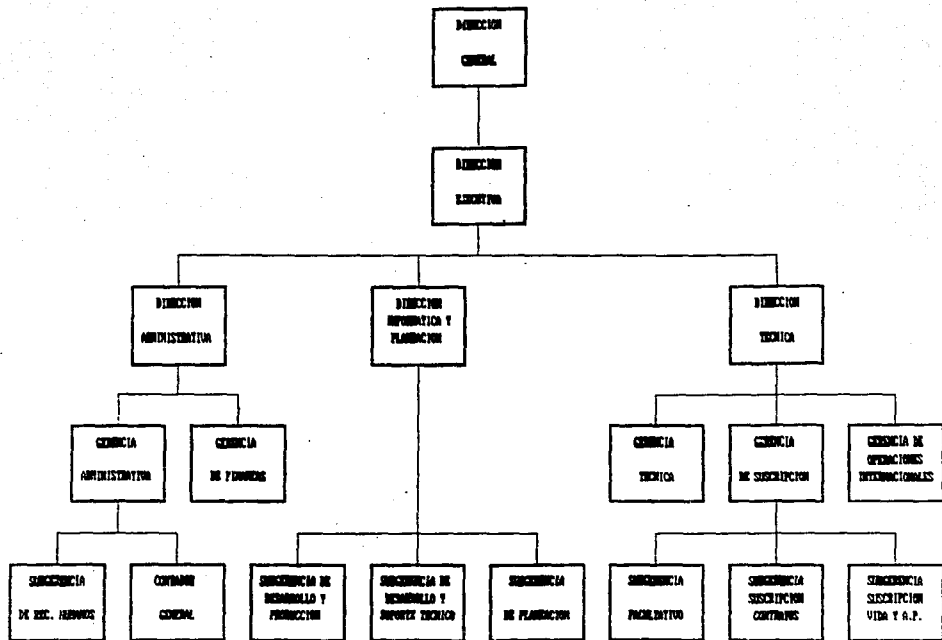 DIRECCION
GENERAL
DIRECCION
EJECUTIVA
DIRECCION
ADMINISTRATIVA
DIRECCION
INFORMATICA Y
PLANEACION
DIRECCION
TECNICA
GERENCIA
ADMINISTRATIVA
GERENCIA
DE FINANZAS
GERENCIA
TECNICA
GERENCIA
DE SUSCRIPCION
GERENCIA DE
OPERACIONES
INTERNACIONALES
SUBGERENCIA
DE REC. HUMANOS
CONTADOR
GENERAL
SUBGERENCIA DE
DESARROLLO Y
PRODUCCION
SUBGERENCIA DE
DESARROLLO Y
SOPORTE TECNICO
SUBGERENCIA
DE PLANEACION
SUBGERENCIA
FACULTATIVO
SUBGERENCIA
SUSCRIPCION
CONTRATOS
SUBGERENCIA
SUSCRIPCION
VIDA Y A.P.